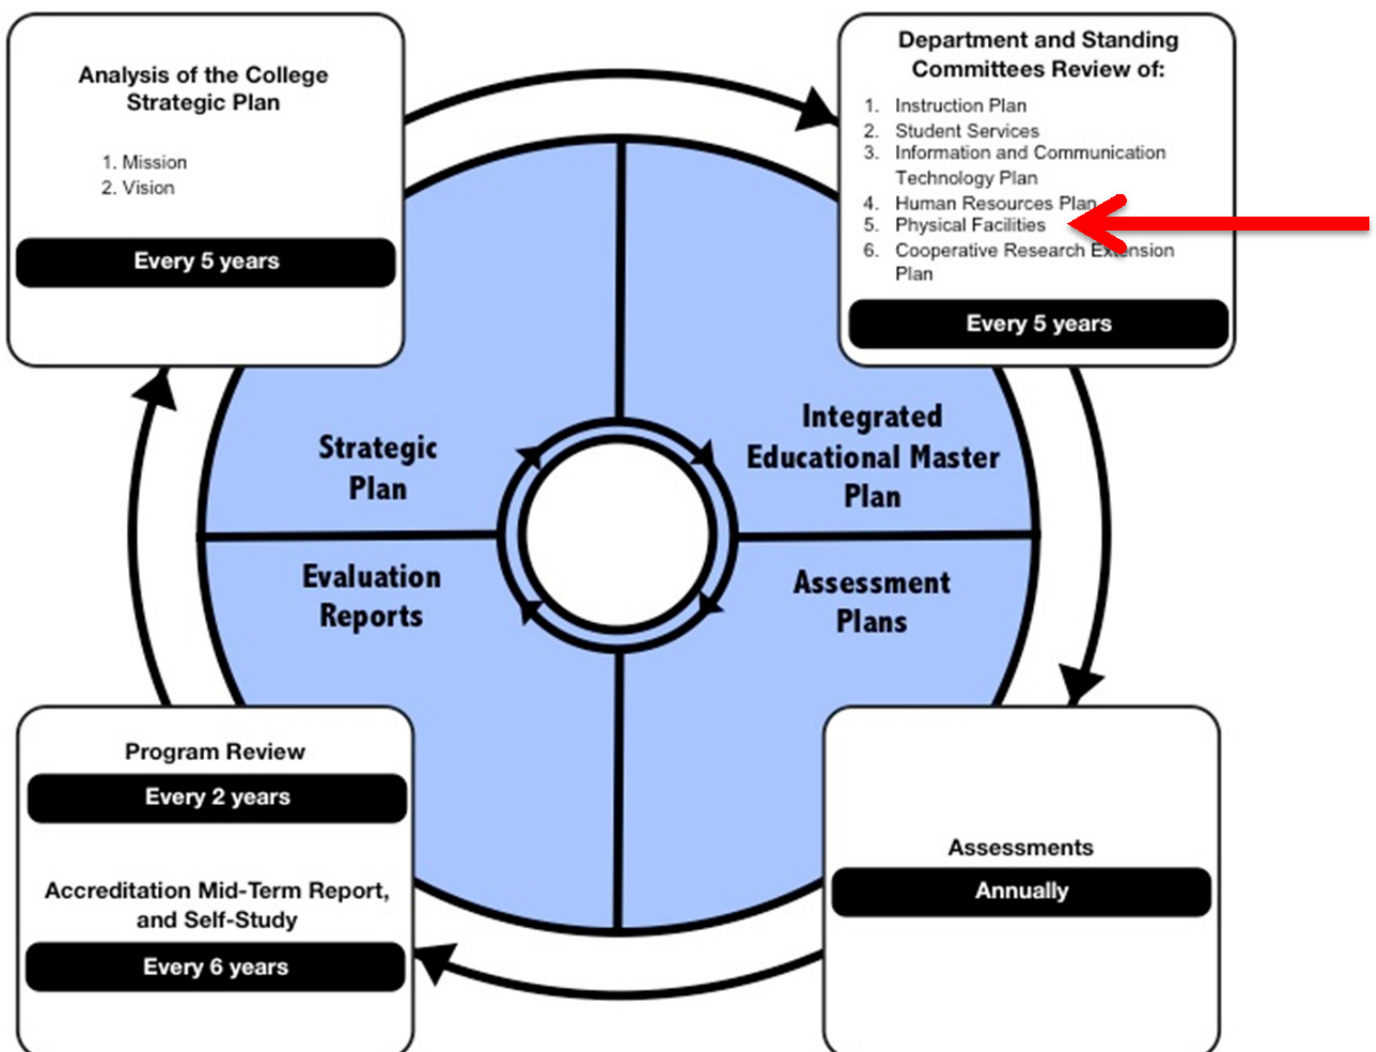 Analysis of the College
Strategic Plan
1. Mission
2. Vision
Every 5 years
Department and Standing
Committees Review of:
1. Instruction Plan
2. Student Services
3. Information and Communication
Technology Plan
4. Human Resources Plan
5. Physical Facilities
6. Cooperative Research Extension
Plan
Every 5 years
Strategic
Plan
Integrated
Educational Master
Plan
Evaluation
Reports
Assessment
Plans
Program Review
Every 2 years
Accreditation Mid-Term Report,
and Self-Study
Every 6 years
Assessments
Annually